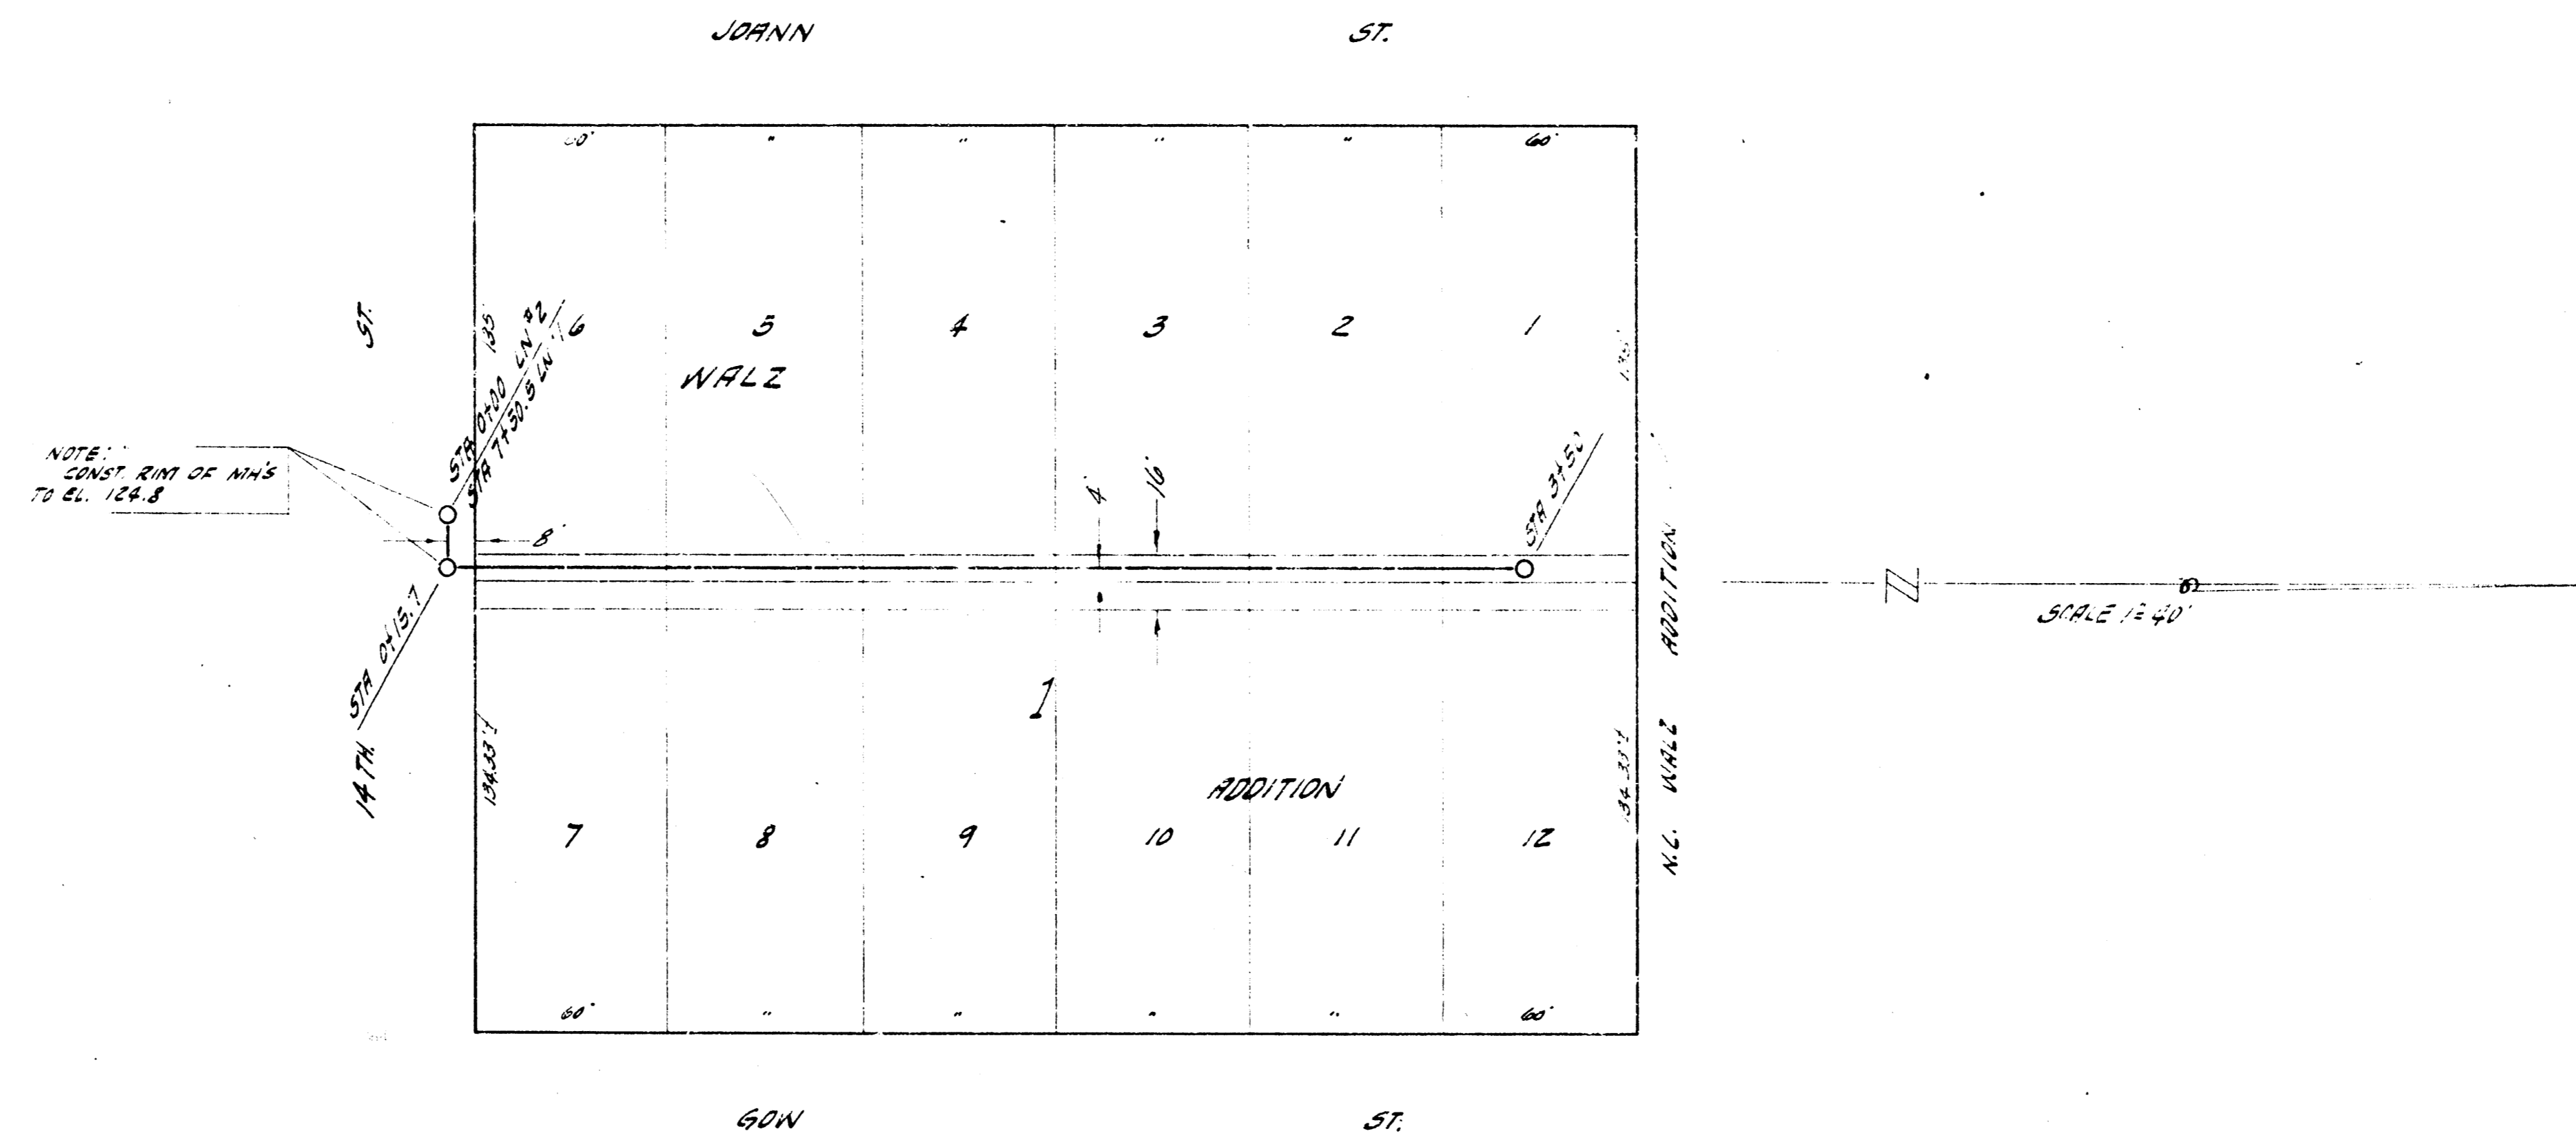 JOANN ST.
60' " " " " 60'
ST.
135'
STA 0+00 LN #2
STA 7+30.5 LN
6 5 4 3 2 1
WALZ
NOTE:
CONST. RIM OF MH'S
TO EL. 124.8
8'
4'
16'
STA 3+50
STA 0+15.7
14TH.
134.33'±
1
ADDITION
134.33'±
N.L. WALZ ADDITION
N
SCALE 1"=40'
7 8 9 10 11 12
60' " " " " 60'
GOW ST.